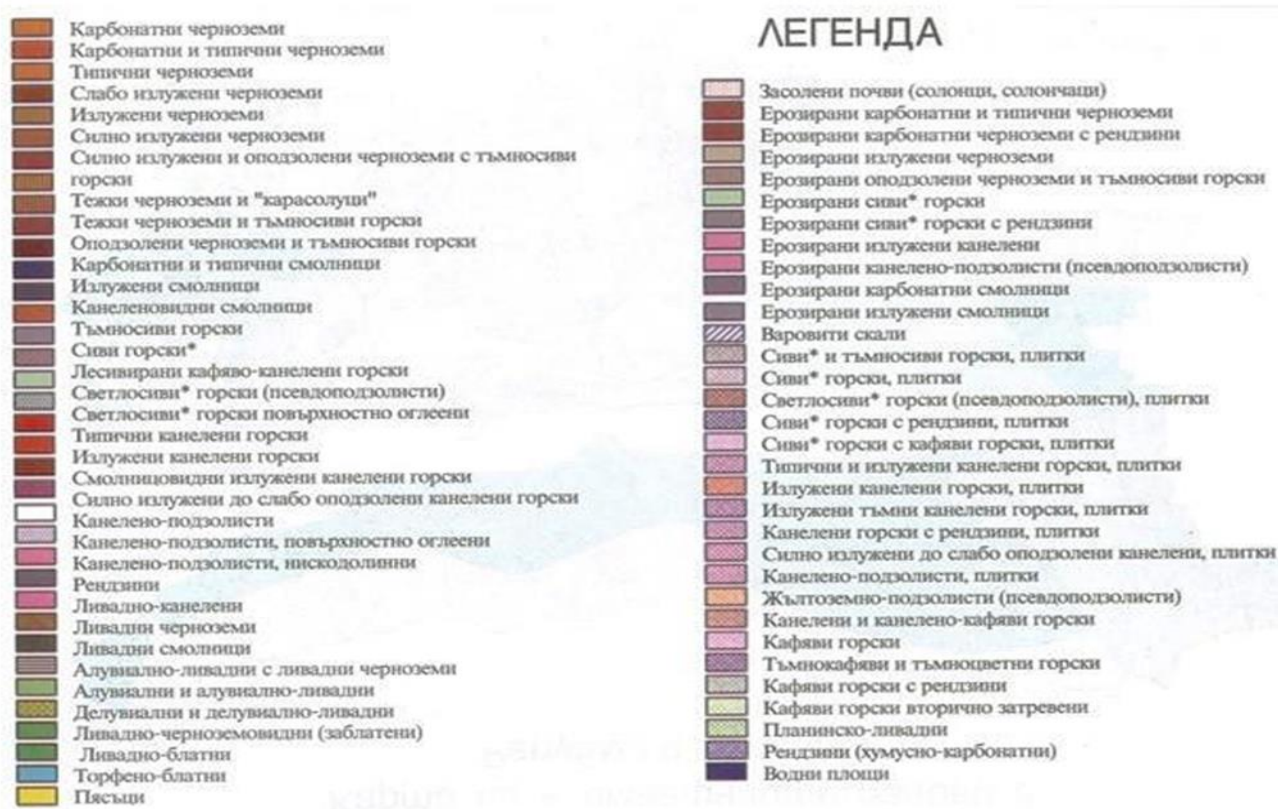 Карбонатни черноземи
Карбонатни и типични черноземи
Типични черноземи
Слабо излужени черноземи
Излужени черноземи
Силно излужени черноземи
Силно излужени и оподзолени черноземи с тъмносиви
горски
Тежки черноземи и "карасолуци"
Тежки черноземи и тъмносиви горски
Оподзолени черноземи и тъмносиви горски
Карбонатни и типични смолници
Излужени смолници
Канеленовидни смолници
Тъмносиви горски
Сиви горски*
Лесивирани кафяво-канелени горски
Светлосиви* горски (псевдоподзолисти)
Светлосиви* горски повърхностно оглеени
Типични канелени горски
Излужени канелени горски
Смолницовидни излужени канелени горски
Силно излужени до слабо оподзолени канелени горски
Канелено-подзолисти
Канелено-подзолисти, повърхностно оглеени
Канелено-подзолисти, нискодолинни
Рендзини
Ливадно-канелени
Ливадни черноземи
Ливадни смолници
Алувиално-ливадни с ливадни черноземи
Алувиални и алувиално-ливадни
Делувиални и делувиално-ливадни
Ливадно-черноземовидни (заблатени)
Ливадно-блатни
Торфено-блатни
Пясъци
ЛЕГЕНДА
Засолени почви (солонци, солончаци)
Ерозирани карбонатни и типични черноземи
Ерозирани карбонатни черноземи с рендзини
Ерозирани излужени черноземи
Ерозирани оподзолени черноземи и тъмносиви горски
Ерозирани сиви* горски
Ерозирани сиви* горски с рендзини
Ерозирани излужени канелени
Ерозирани канелено-подзолисти (псевдоподзолисти)
Ерозирани карбонатни смолници
Ерозирани излужени смолници
Варовити скали
Сиви* и тъмносиви горски, плитки
Сиви* горски, плитки
Светлосиви* горски (псевдоподзолисти), плитки
Сиви* горски с рендзини, плитки
Сиви* горски с кафяви горски, плитки
Типични и излужени канелени горски, плитки
Излужени канелени горски, плитки
Излужени тъмни канелени горски, плитки
Канелени горски с рендзини, плитки
Силно излужени до слабо оподзолени канелени, плитки
Канелено-подзолисти, плитки
Жълтоземно-подзолисти (псевдоподзолисти)
Канелени и канелено-кафяви горски
Кафяви горски
Тъмнокафяви и тъмноцветни горски
Кафяви горски с рендзини
Кафяви горски вторично затревени
Планинско-ливадни
Рендзини (хумусно-карбонатни)
Водни площи